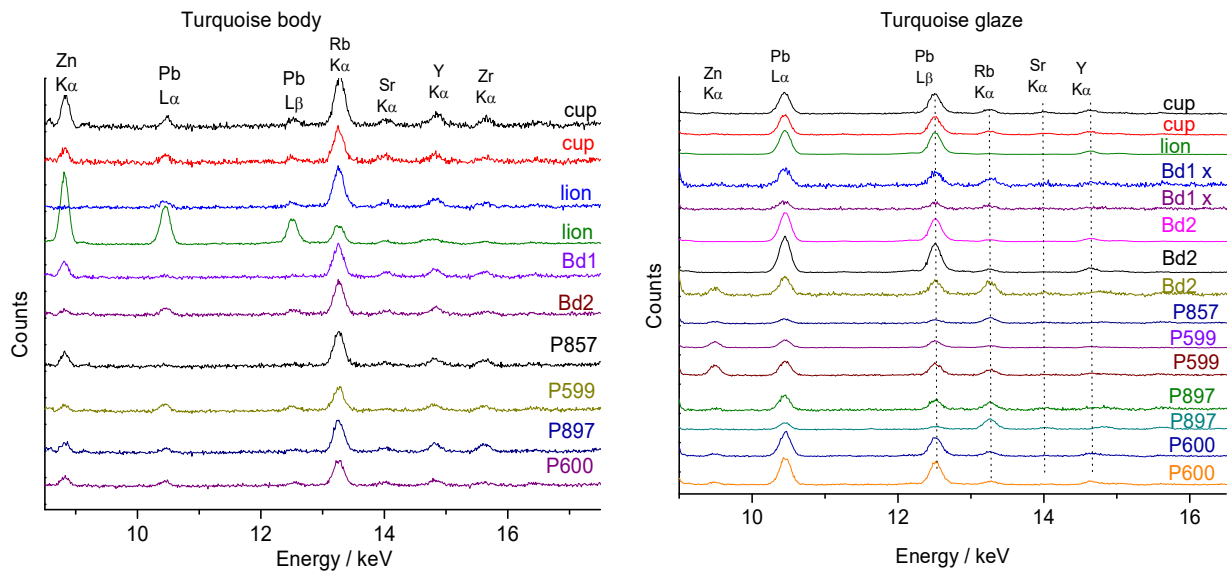 Turquoise body
Zn
Kα
Pb
Lα
Pb
Lβ
Rb
Kα
Sr
Kα
Y
Kα
Zr
Kα
cup
cup
lion
lion
Bd1
Bd2
P857
P599
P897
P600
Counts
10
12
14
16
Energy / keV
Turquoise glaze
Zn
Kα
Pb
Lα
Pb
Lβ
Rb
Kα
Sr
Kα
Y
Kα
cup
cup
lion
Bd1 x
Bd1 x
Bd2
Bd2
Bd2
P857
P599
P599
P897
P897
P600
P600
Counts
10
12
14
16
Energy / keV